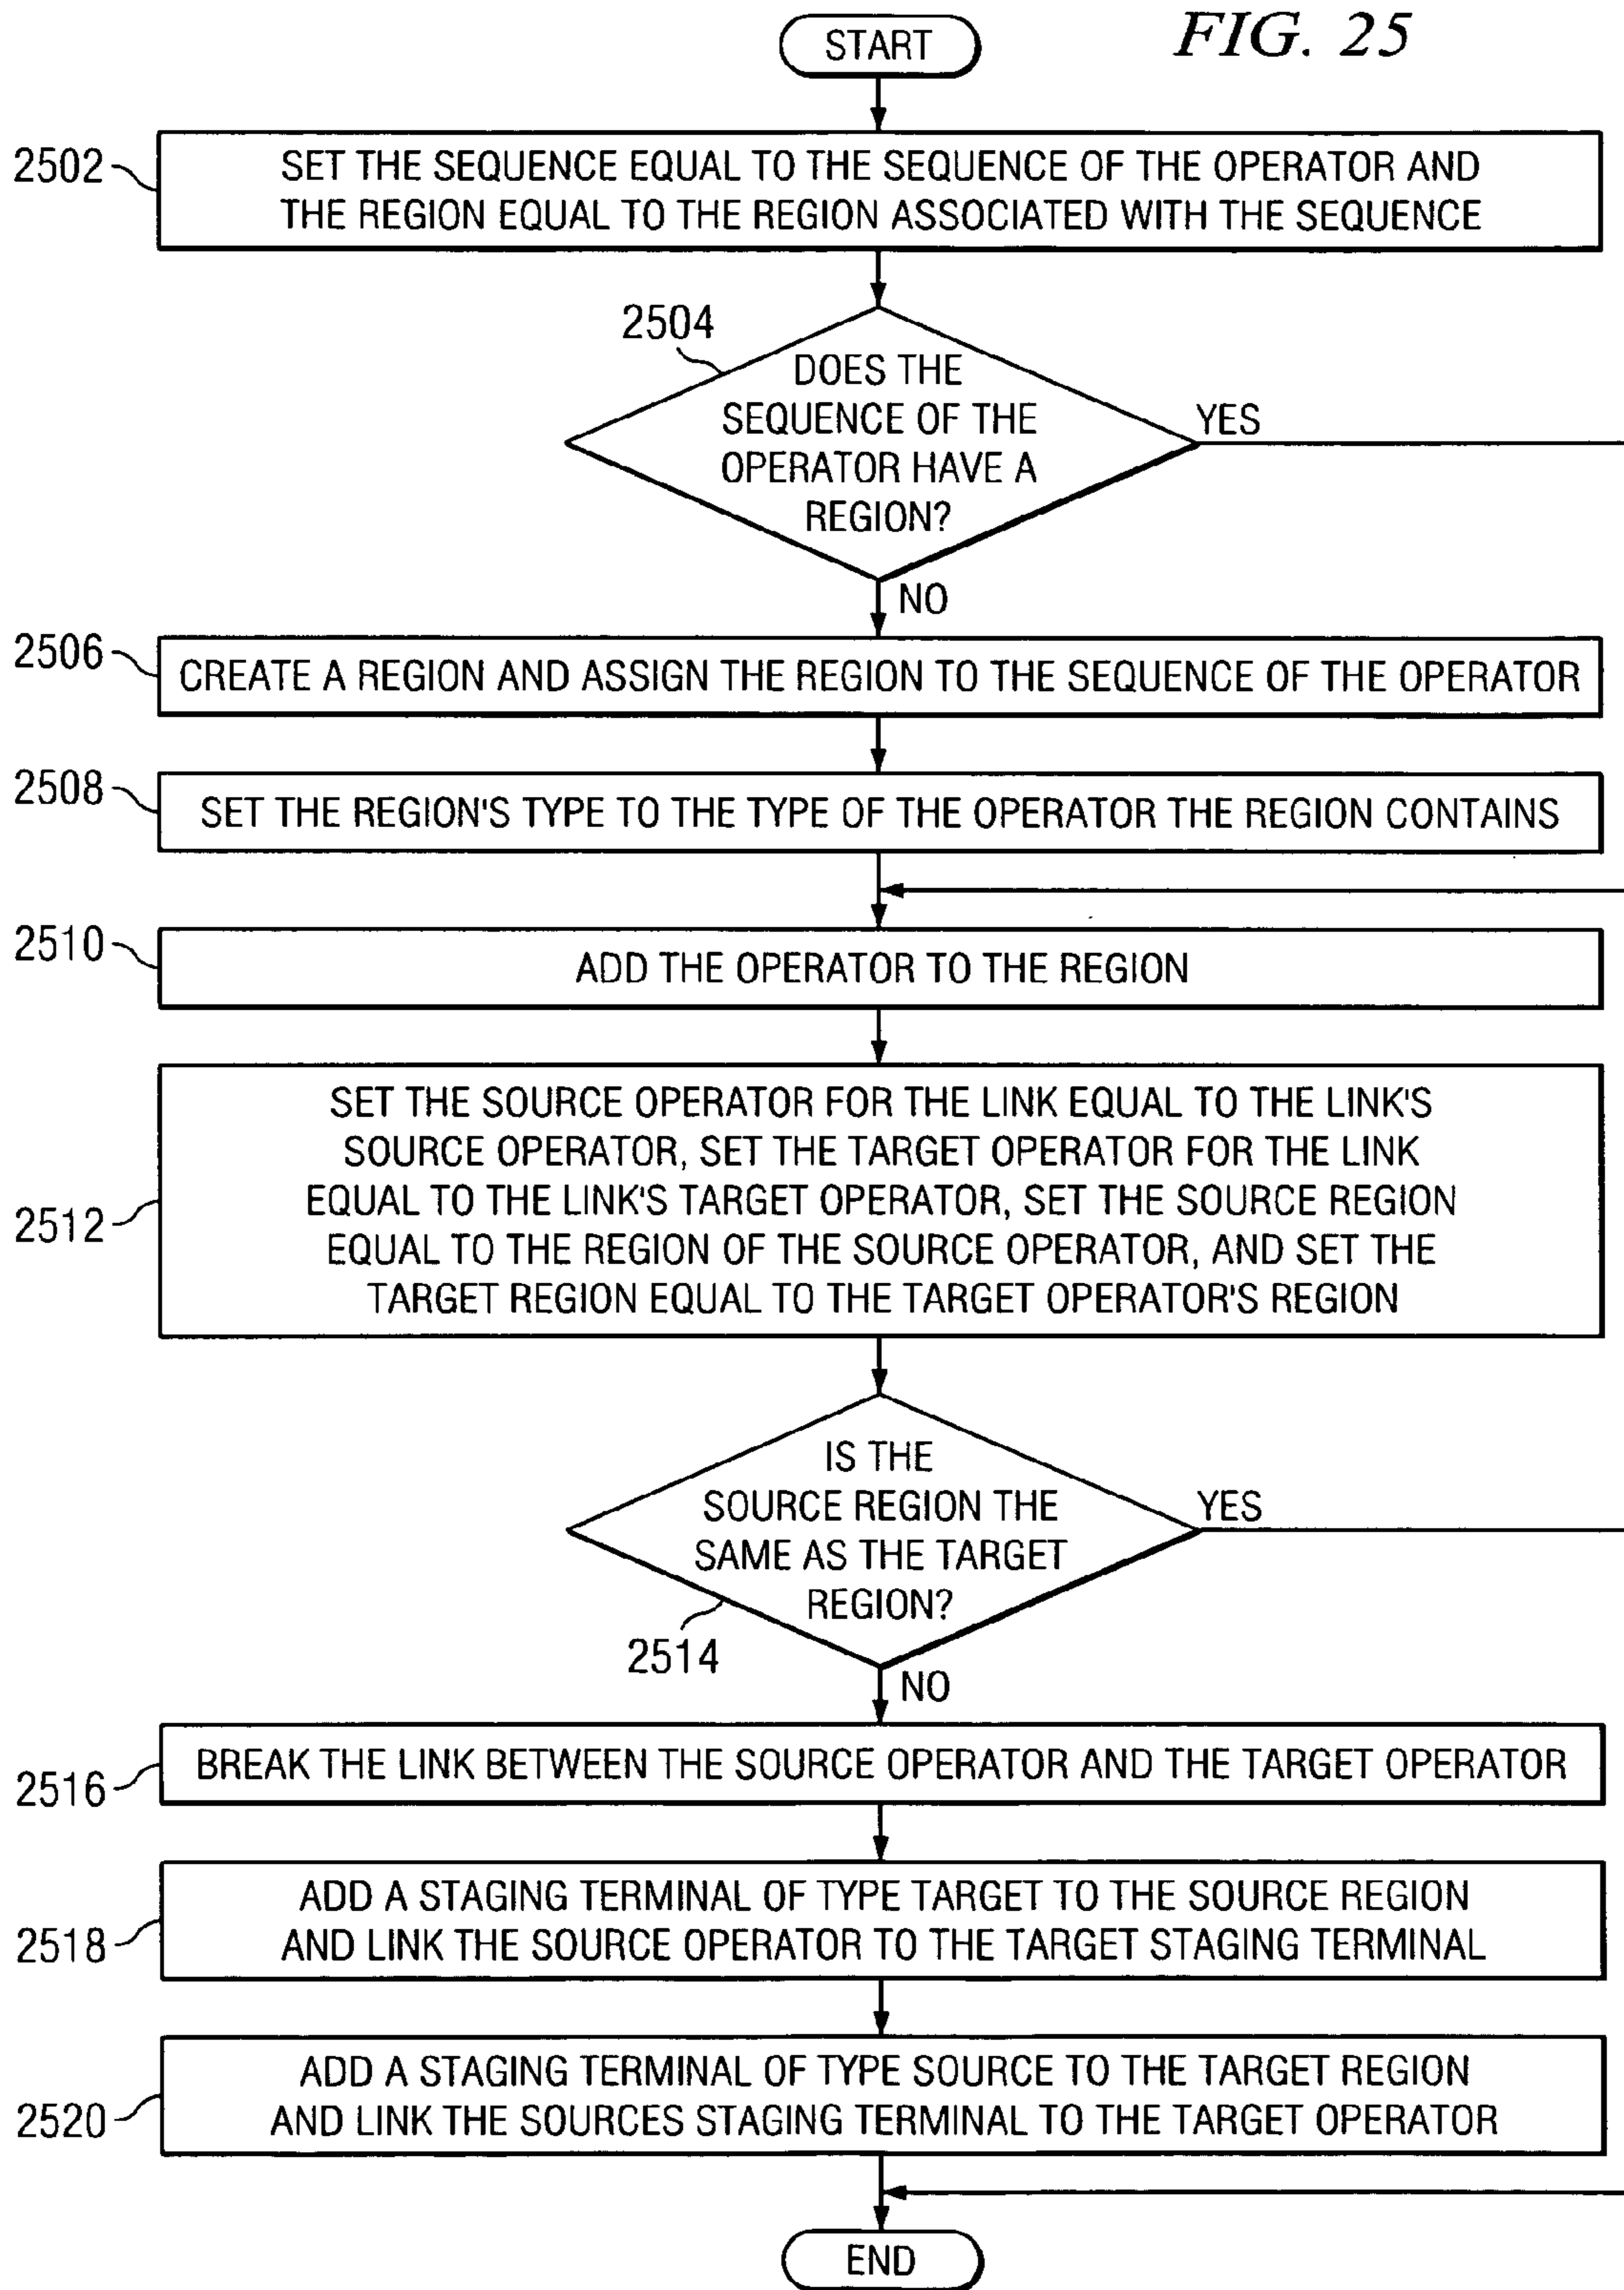 FIG. 25
START
2502
SET THE SEQUENCE EQUAL TO THE SEQUENCE OF THE OPERATOR AND
THE REGION EQUAL TO THE REGION ASSOCIATED WITH THE SEQUENCE
2504
DOES THE
SEQUENCE OF THE
OPERATOR HAVE A
REGION?
YES
NO
2506
CREATE A REGION AND ASSIGN THE REGION TO THE SEQUENCE OF THE OPERATOR
2508
SET THE REGION'S TYPE TO THE TYPE OF THE OPERATOR THE REGION CONTAINS
2510
ADD THE OPERATOR TO THE REGION
2512
SET THE SOURCE OPERATOR FOR THE LINK EQUAL TO THE LINK'S
SOURCE OPERATOR, SET THE TARGET OPERATOR FOR THE LINK
EQUAL TO THE LINK'S TARGET OPERATOR, SET THE SOURCE REGION
EQUAL TO THE REGION OF THE SOURCE OPERATOR, AND SET THE
TARGET REGION EQUAL TO THE TARGET OPERATOR'S REGION
IS THE
SOURCE REGION THE
SAME AS THE TARGET
REGION?
YES
2514
NO
2516
BREAK THE LINK BETWEEN THE SOURCE OPERATOR AND THE TARGET OPERATOR
2518
ADD A STAGING TERMINAL OF TYPE TARGET TO THE SOURCE REGION
AND LINK THE SOURCE OPERATOR TO THE TARGET STAGING TERMINAL
2520
ADD A STAGING TERMINAL OF TYPE SOURCE TO THE TARGET REGION
AND LINK THE SOURCES STAGING TERMINAL TO THE TARGET OPERATOR
END